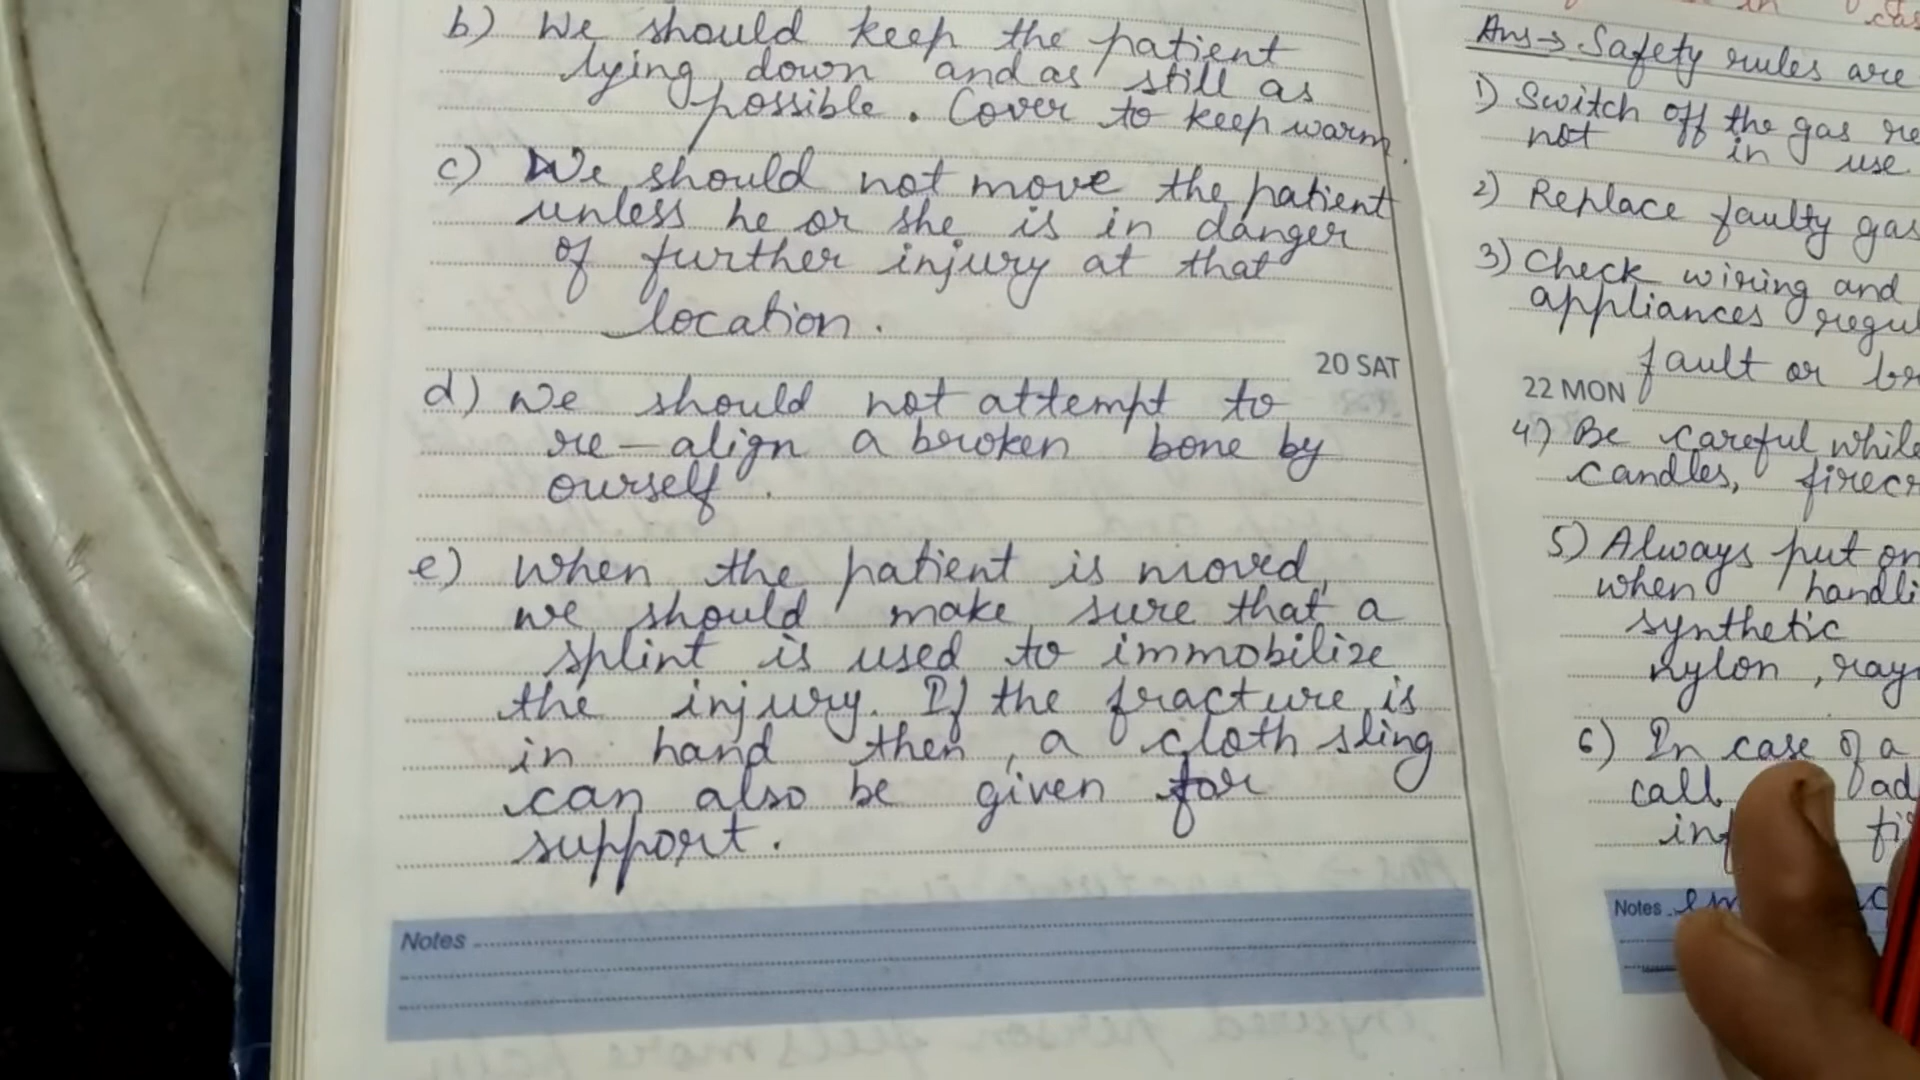 b) We should keep the patient
lying down and as still as
possible. Cover to keep warm.
c) We should not move the patient
unless he or she is in danger
of further injury at that
location.
20 SAT
d) we should not attempt to
re-align a broken bone by
ourself.
e) When the patient is moved,
we should make sure that a
splint is used to immobilize
the injury. If the fracture is
in hand then a cloth sling
can also be given for
support.
Notes
in
Ans→ Safety rules are
1) Switch off the gas
not in use
2) Replace faulty gas
3) Check wiring and
appliances
fault or
22 MON
4) Be careful while
candles,
5) Always put on
when
synthetic
nylon,
6) In case of a
call
Notes